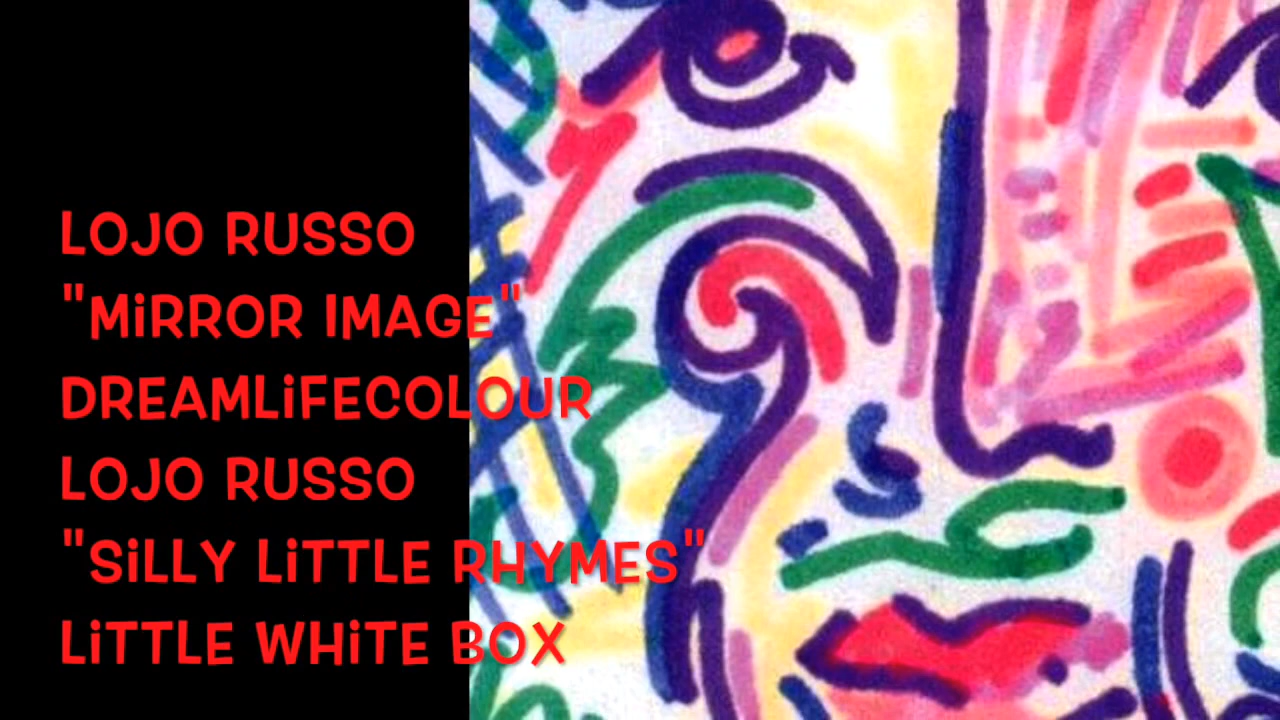 LOJO RUSSO
"MiRROR IMAGE"
DREAMLiFECOLOUR
LOJO RUSSO
"SiLLY LiTTLE RHYMES"
LiTTLE WHiTE BOX